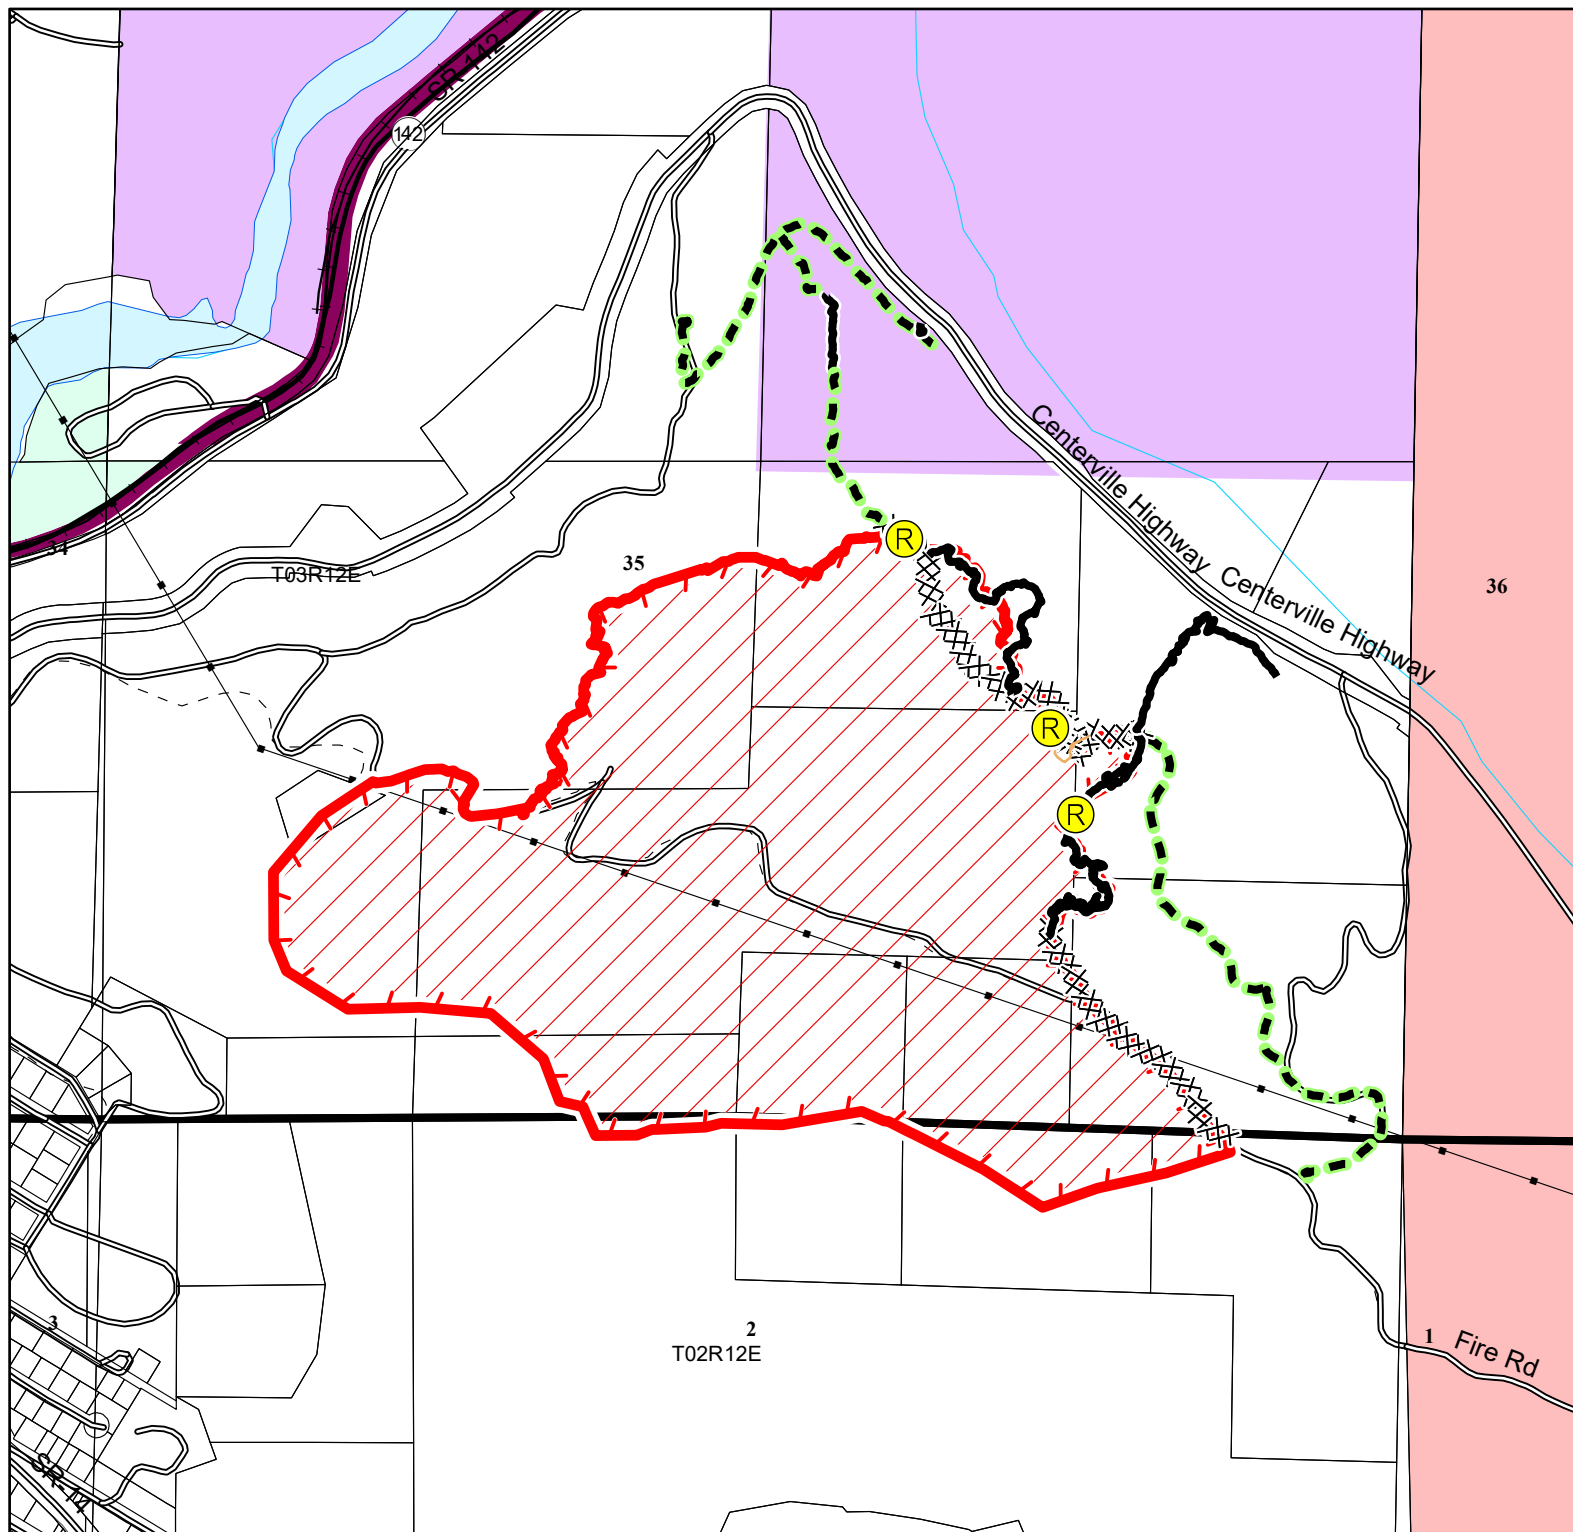 SR 142
142
Centerville Highway
Centerville Highway
34
T03R12E
35
36
R
R
R
3
2
T02R12E
1
Fire Rd
SR-14